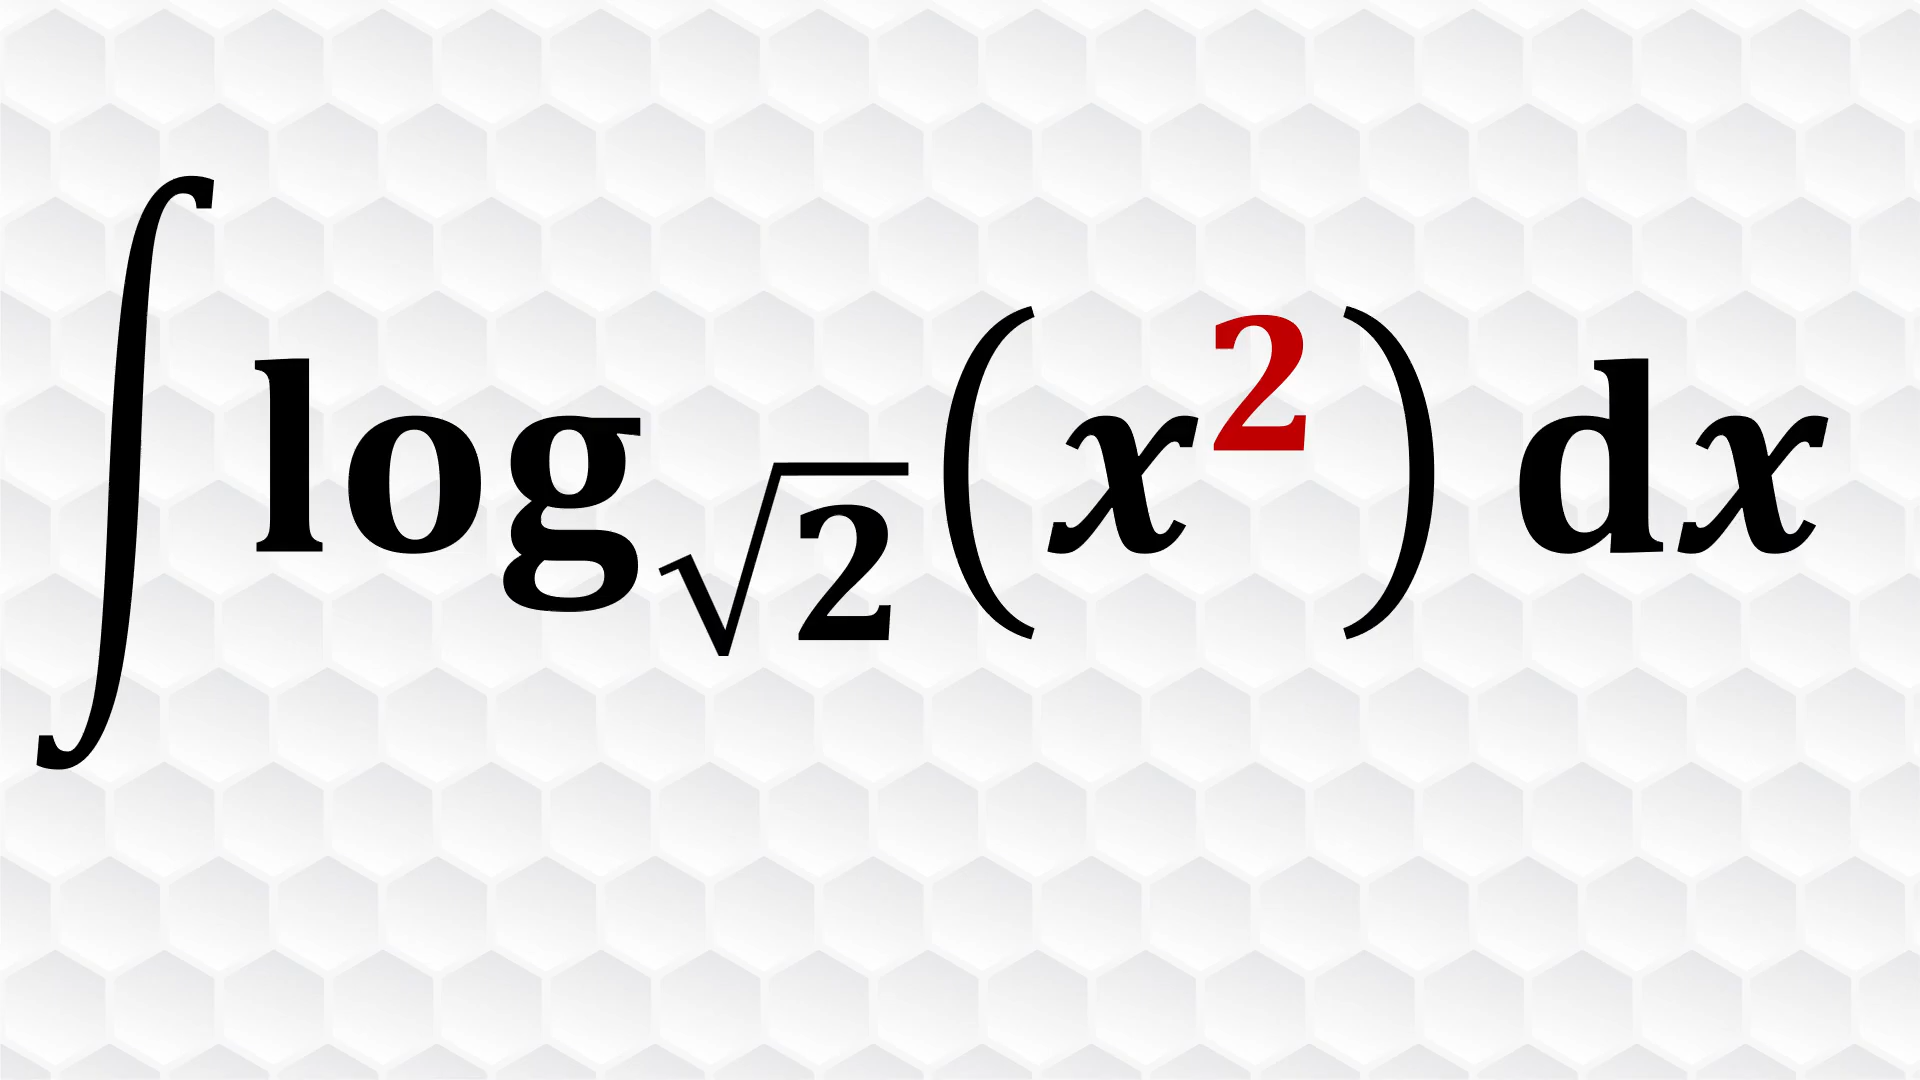 ∫ log√2(x²) dx